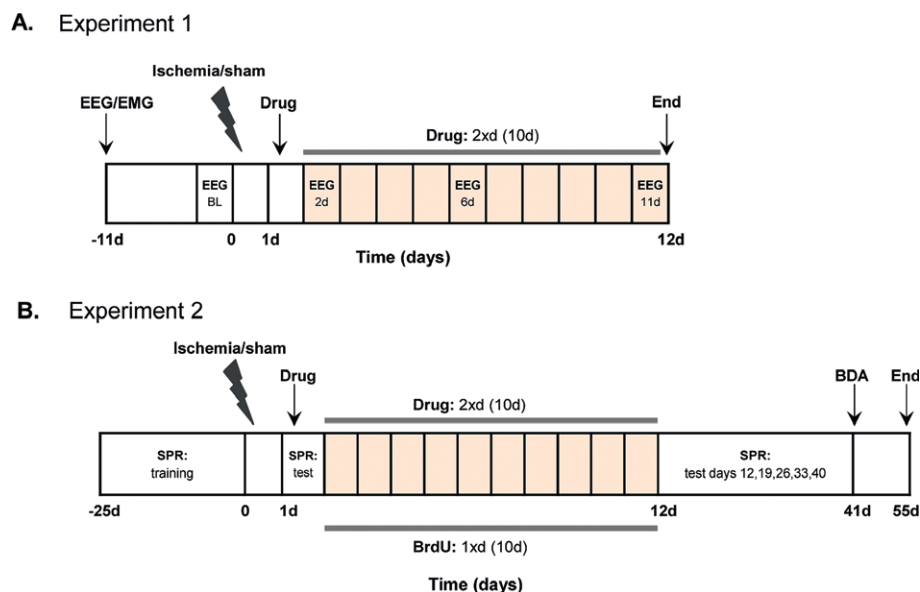 A. Experiment 1
Ischemia/sham
EEG/EMG
Drug
End
Drug: 2xd (10d)
EEG
BL
EEG
2d
EEG
6d
EEG
11d
-11d
0
1d
12d
Time (days)
B. Experiment 2
Ischemia/sham
Drug
BDA
End
Drug: 2xd (10d)
SPR:
training
SPR:
test
SPR:
test days 12,19,26,33,40
-25d
0
1d
12d
41d
55d
BrdU: 1xd (10d)
Time (days)